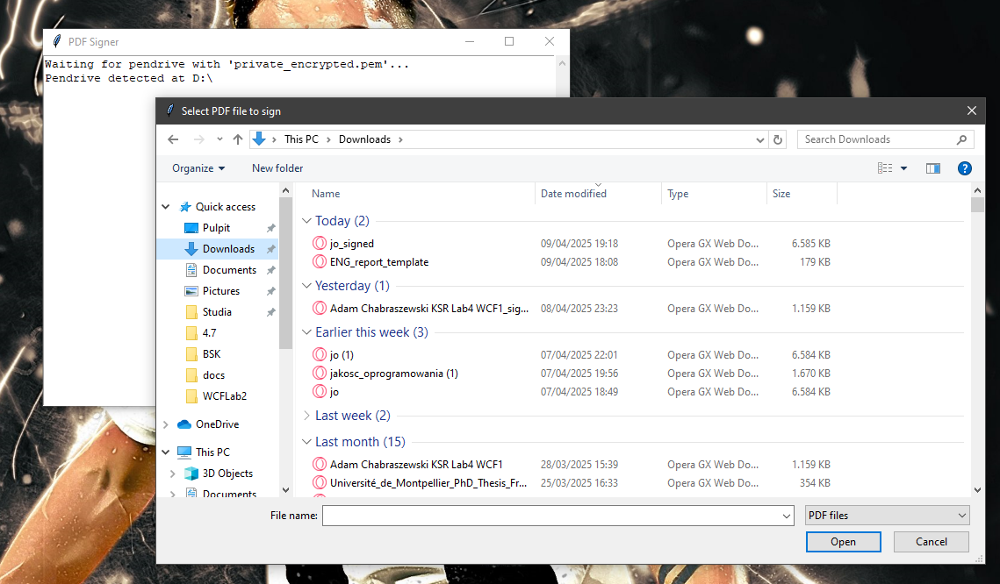 PDF Signer
Waiting for pendrive with 'private_encrypted.pem'...
Pendrive detected at D:\
Select PDF file to sign
This PC > Downloads >
Search Downloads
Organize
New folder
?
Name
Date modified
Type
Size
Quick access
Pulpit
Downloads
Documents
Pictures
Studia
4.7
BSK
docs
WCFLab2
OneDrive
This PC
3D Objects
Documents
Today (2)
jo_signed 09/04/2025 19:18 Opera GX Web Do... 6.585 KB
ENG_report_template 09/04/2025 18:08 Opera GX Web Do... 179 KB
Yesterday (1)
Adam Chabraszewski KSR Lab4 WCF1_sig... 08/04/2025 23:23 Opera GX Web Do... 1.159 KB
Earlier this week (3)
jo (1) 07/04/2025 22:01 Opera GX Web Do... 6.584 KB
jakosc_oprogramowania (1) 07/04/2025 19:56 Opera GX Web Do... 1.670 KB
jo 07/04/2025 18:49 Opera GX Web Do... 6.584 KB
Last week (2)
Last month (15)
Adam Chabraszewski KSR Lab4 WCF1 28/03/2025 15:39 Opera GX Web Do... 1.159 KB
Université_de_Montpellier_PhD_Thesis_Fr... 25/03/2025 16:33 Opera GX Web Do... 354 KB
File name:
PDF files
Open
Cancel